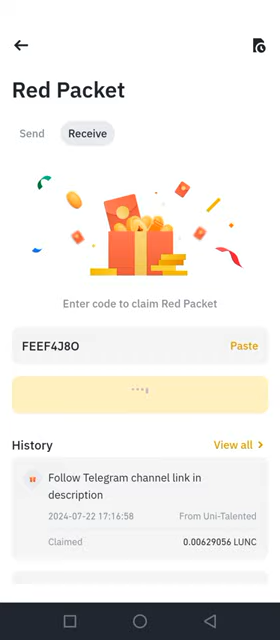 Red Packet
Send Receive
Enter code to claim Red Packet
FEEF4J8O Paste
History View all
Follow Telegram channel link in
description
2024-07-22 17:16:58 From Uni-Talented
Claimed 0.00629056 LUNC